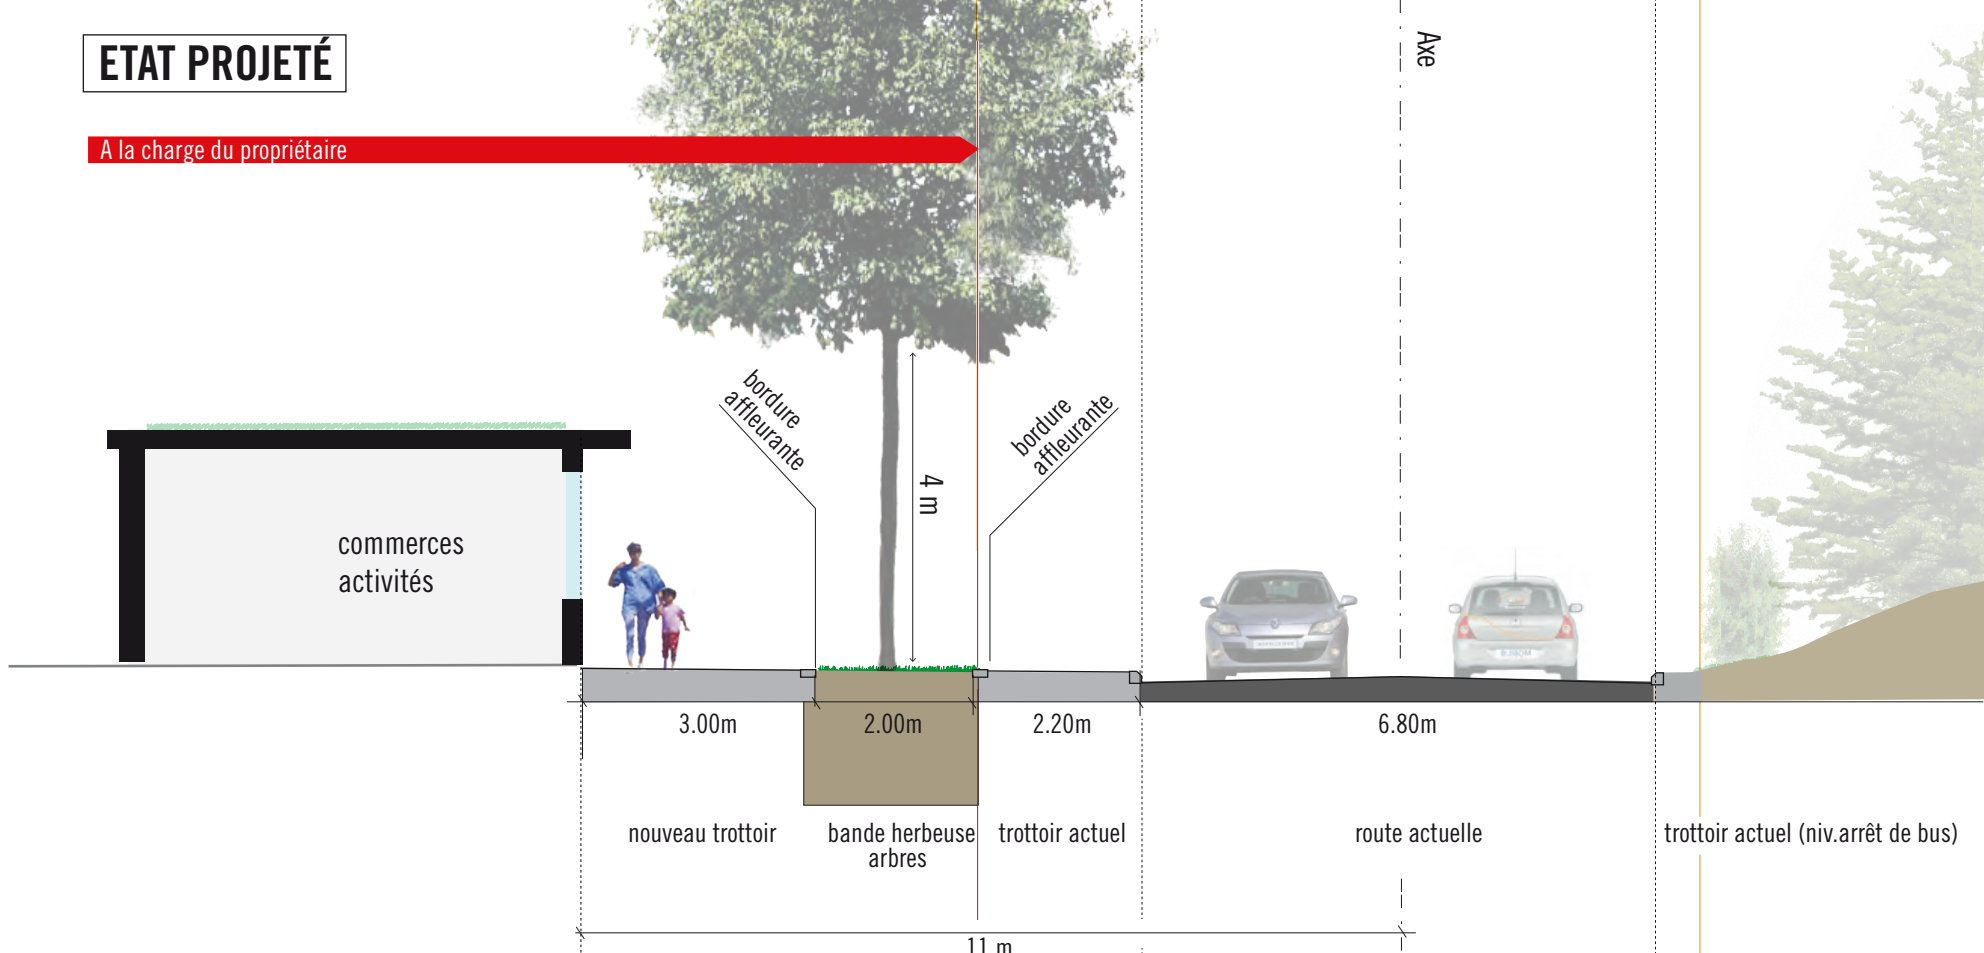 ETAT PROJETÉ
A la charge du propriétaire
Axe
bordure
affleurante
bordure
affleurante
4 m
commerces
activités
3.00m
2.00m
2.20m
6.80m
nouveau trottoir
bande herbeuse
arbres
trottoir actuel
route actuelle
trottoir actuel (niv.arrêt de bus)
11 m